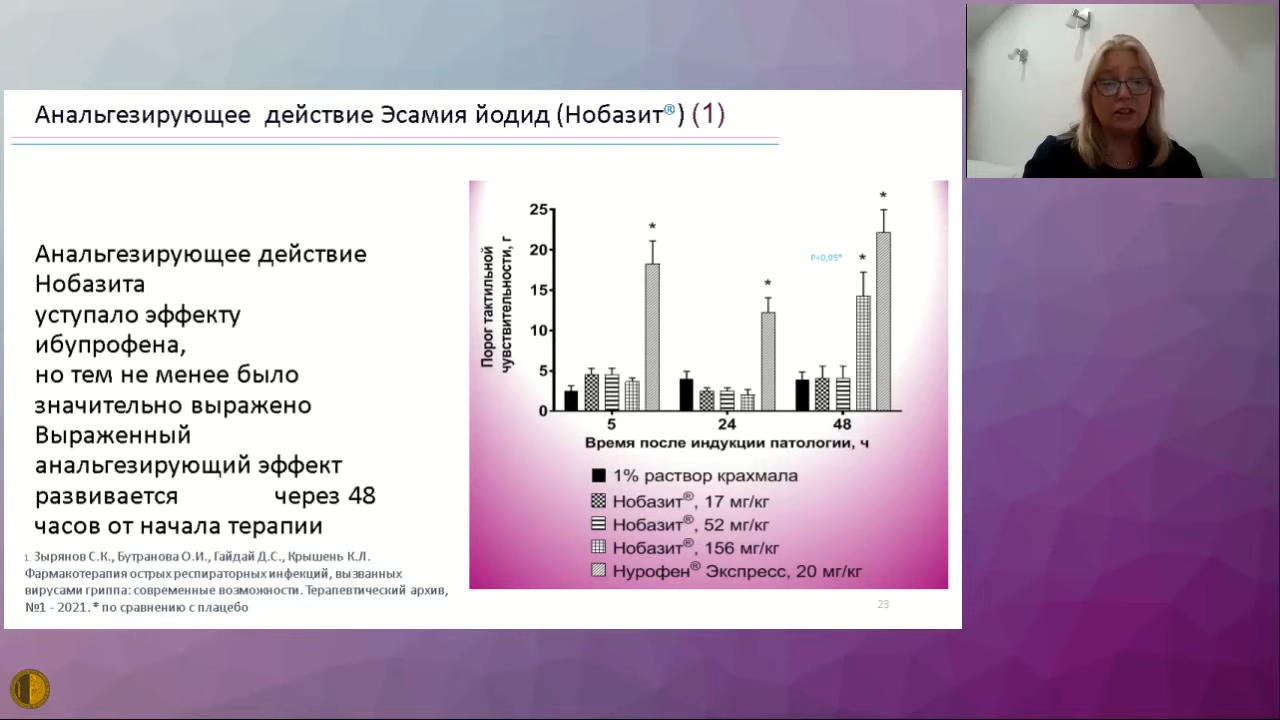 Анальгезирующее действие Эсамия йодид (Нобазит®) (1)
Анальгезирующее действие
Нобазита
уступало эффекту
ибупрофена,
но тем не менее было
значительно выражено
Выраженный
анальгезирующий эффект
развивается через 48
часов от начала терапии
1. Зырянов С.К., Бутранова О.И., Гайдай Д.С., Крышень К.Л.
Фармакотерапия острых респираторных инфекций, вызванных
вирусами гриппа: современные возможности. Терапевтический архив,
№1 - 2021. * по сравнению с плацебо
Порог тактильной
чувствительности, г
25
20
15
10
5
0
*
*
P<0,05*
*
*
5 24 48
Время после индукции патологии, ч
1% раствор крахмала
Нобазит®, 17 мг/кг
Нобазит®, 52 мг/кг
Нобазит®, 156 мг/кг
Нурофен® Экспресс, 20 мг/кг
23